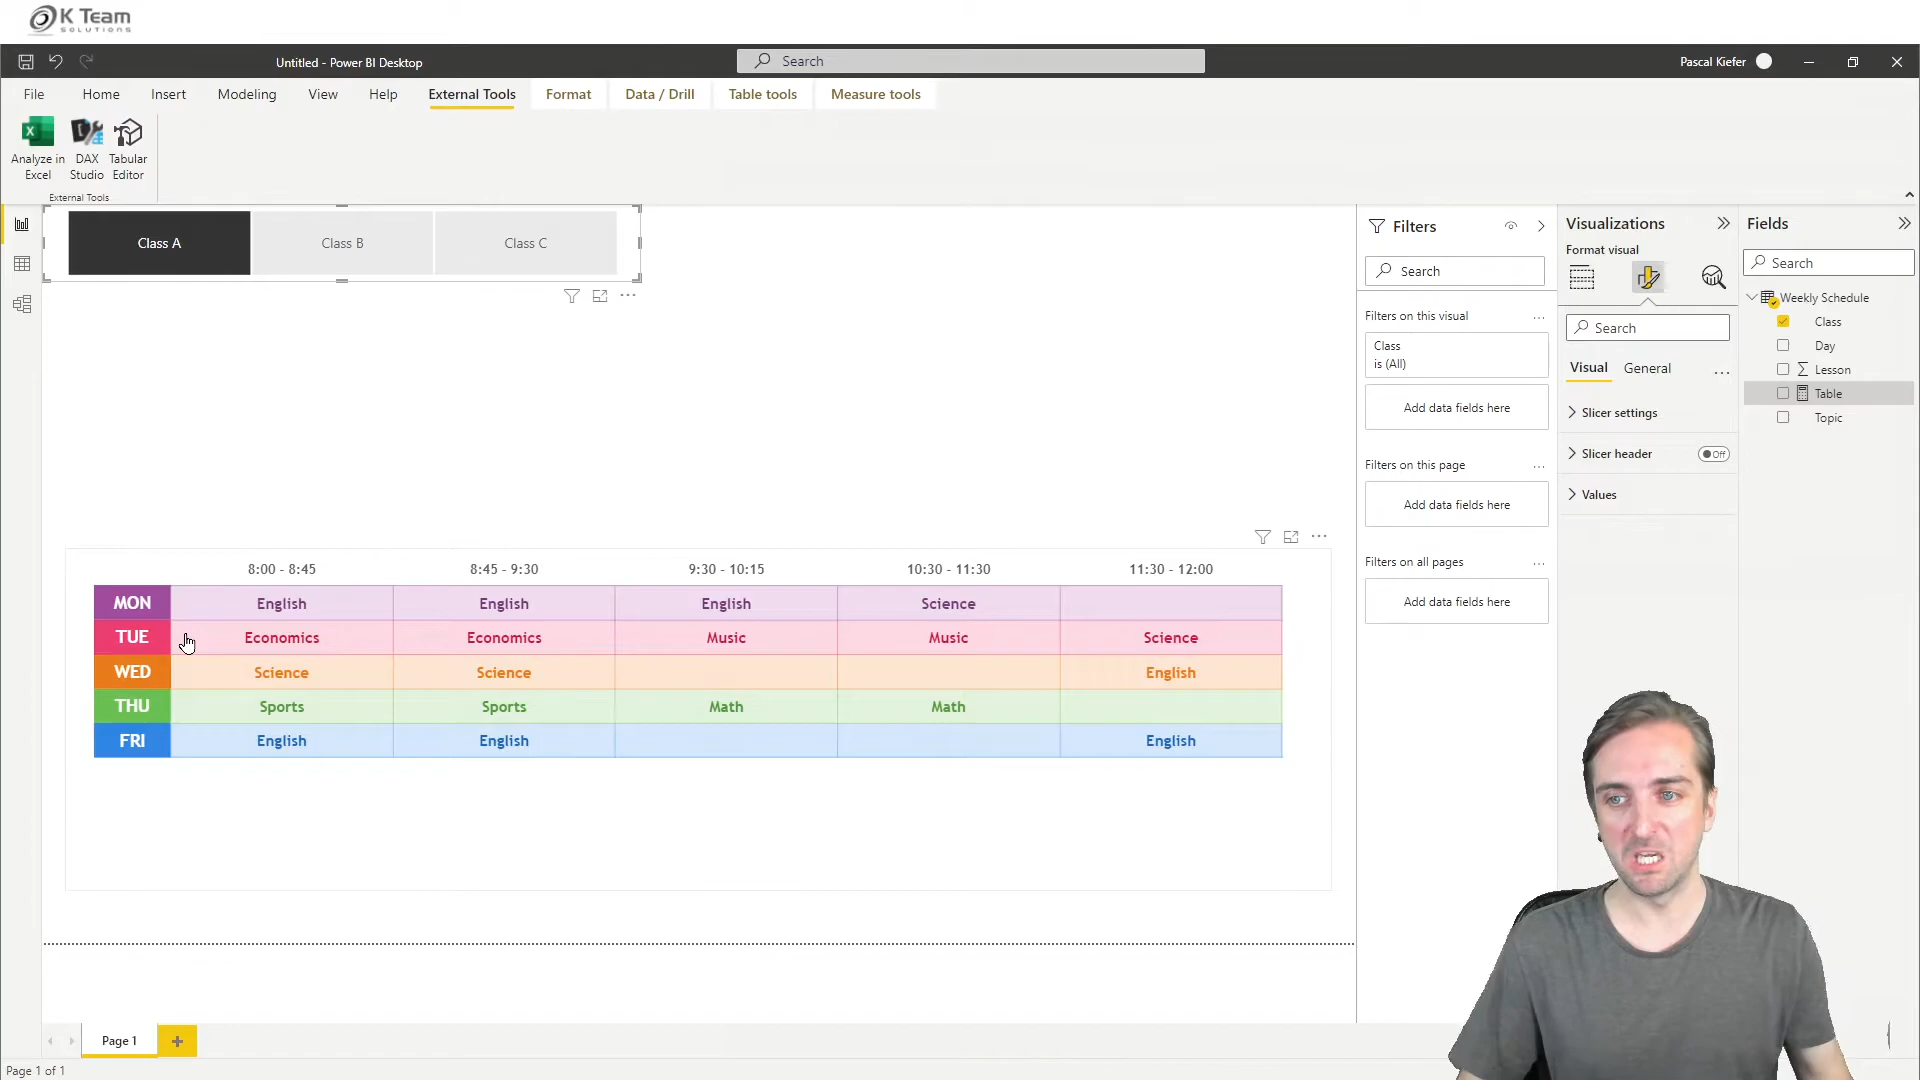 K Team
SOLUTIONS
Untitled - Power BI Desktop
Search
Pascal Kiefer
File Home Insert Modeling View Help External Tools Format Data / Drill Table tools Measure tools
Analyze in Excel
DAX Studio
Tabular Editor
External Tools
Class A Class B Class C
8:00 - 8:45 8:45 - 9:30 9:30 - 10:15 10:30 - 11:30 11:30 - 12:00
MON English English English Science
TUE Economics Economics Music Music Science
WED Science Science English
THU Sports Sports Math Math
FRI English English English
Filters
Search
Filters on this visual ...
Class
is (All)
Add data fields here
Filters on this page ...
Add data fields here
Filters on all pages ...
Add data fields here
Visualizations
Format visual
Search
Visual General ...
Slicer settings
Slicer header Off
Values
Fields
Search
Weekly Schedule
Class
Day
Lesson
Table
Topic
Page 1
Page 1 of 1